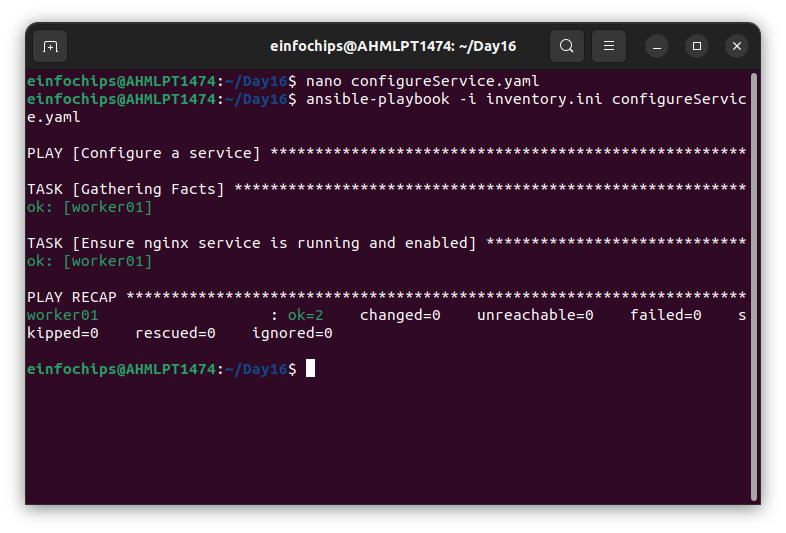 einfochips@AHMLPT1474: ~/Day16
einfochips@AHMLPT1474:~/Day16$ nano configureService.yaml
einfochips@AHMLPT1474:~/Day16$ ansible-playbook -i inventory.ini configureServic
e.yaml
PLAY [Configure a service] *****************************************************
TASK [Gathering Facts] *********************************************************
ok: [worker01]
TASK [Ensure nginx service is running and enabled] *****************************
ok: [worker01]
PLAY RECAP *********************************************************************
worker01                   : ok=2    changed=0    unreachable=0    failed=0    s
kipped=0    rescued=0    ignored=0
einfochips@AHMLPT1474:~/Day16$